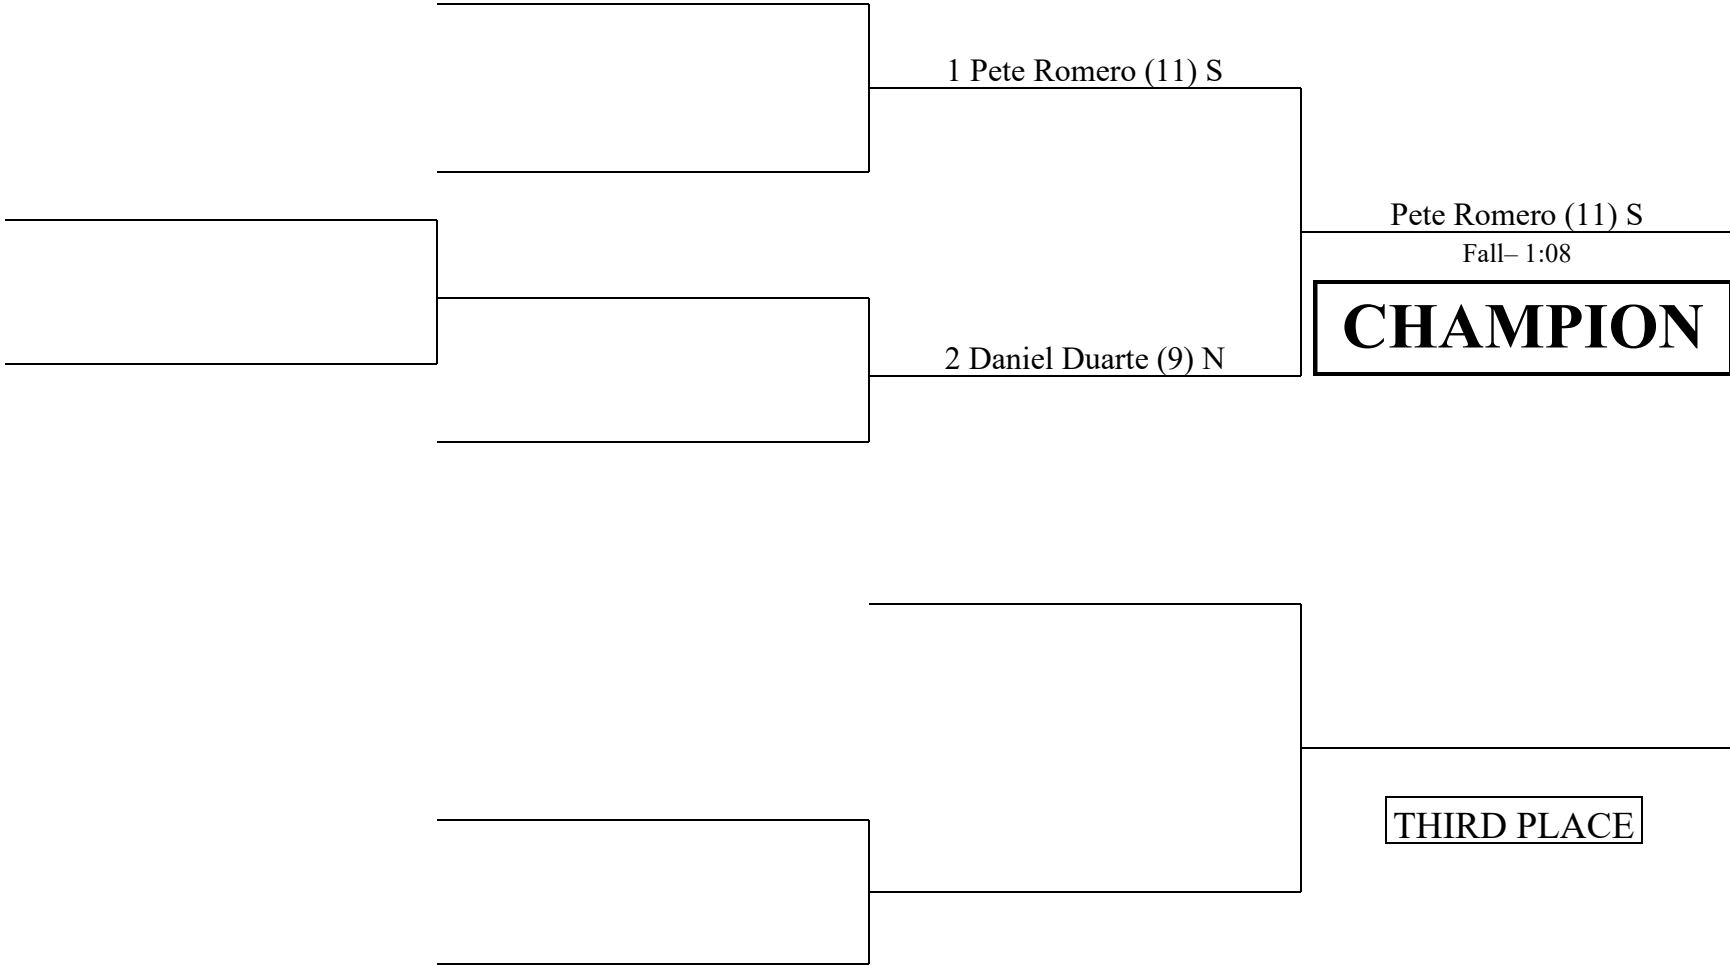 1 Pete Romero (11) S
Pete Romero (11) S
Fall– 1:08
CHAMPION
2 Daniel Duarte (9) N
THIRD PLACE